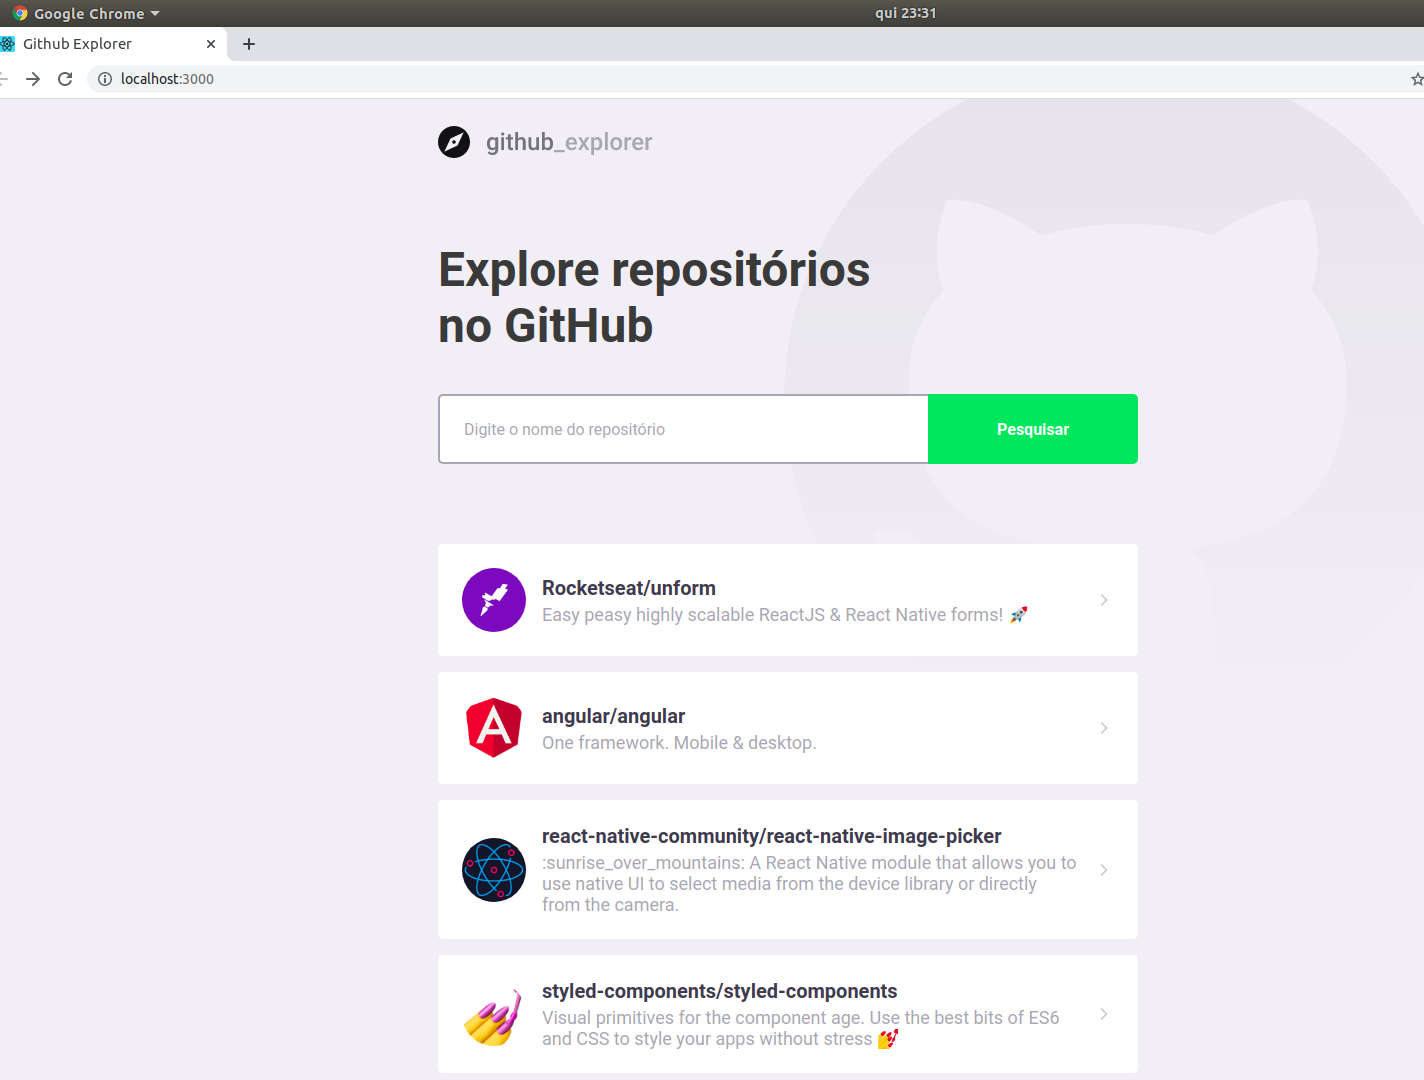 Google Chrome
qui 23:31
Github Explorer
localhost:3000
github_explorer
Explore repositórios
no GitHub
Digite o nome do repositório
Pesquisar
Rocketseat/unform
Easy peasy highly scalable ReactJS & React Native forms! 🚀
angular/angular
One framework. Mobile & desktop.
react-native-community/react-native-image-picker
:sunrise_over_mountains: A React Native module that allows you to
use native UI to select media from the device library or directly
from the camera.
styled-components/styled-components
Visual primitives for the component age. Use the best bits of ES6
and CSS to style your apps without stress 💅